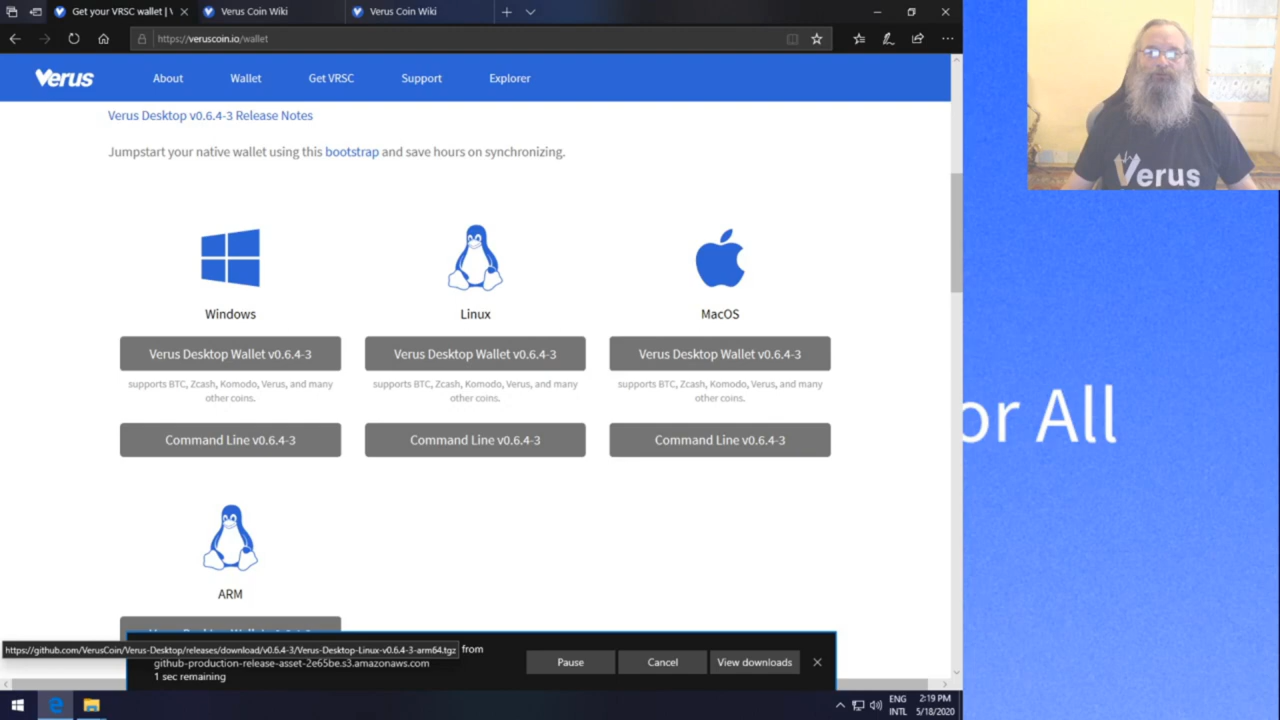 Get your VRSC wallet | V
Verus Coin Wiki
Verus Coin Wiki
https://veruscoin.io/wallet
Verus
About
Wallet
Get VRSC
Support
Explorer
Verus Desktop v0.6.4-3 Release Notes
Jumpstart your native wallet using this bootstrap and save hours on synchronizing.
Windows
Linux
MacOS
Verus Desktop Wallet v0.6.4-3
Verus Desktop Wallet v0.6.4-3
Verus Desktop Wallet v0.6.4-3
supports BTC, Zcash, Komodo, Verus, and many
other coins.
supports BTC, Zcash, Komodo, Verus, and many
other coins.
supports BTC, Zcash, Komodo, Verus, and many
other coins.
Command Line v0.6.4-3
Command Line v0.6.4-3
Command Line v0.6.4-3
ARM
https://github.com/VerusCoin/Verus-Desktop/releases/download/v0.6.4-3/Verus-Desktop-Linux-v0.6.4-3-arm64.tgz
from
github-production-release-asset-2e65be.s3.amazonaws.com
1 sec remaining
Pause
Cancel
View downloads
ENG
INTL
2:19 PM
5/18/2020
Verus
or All